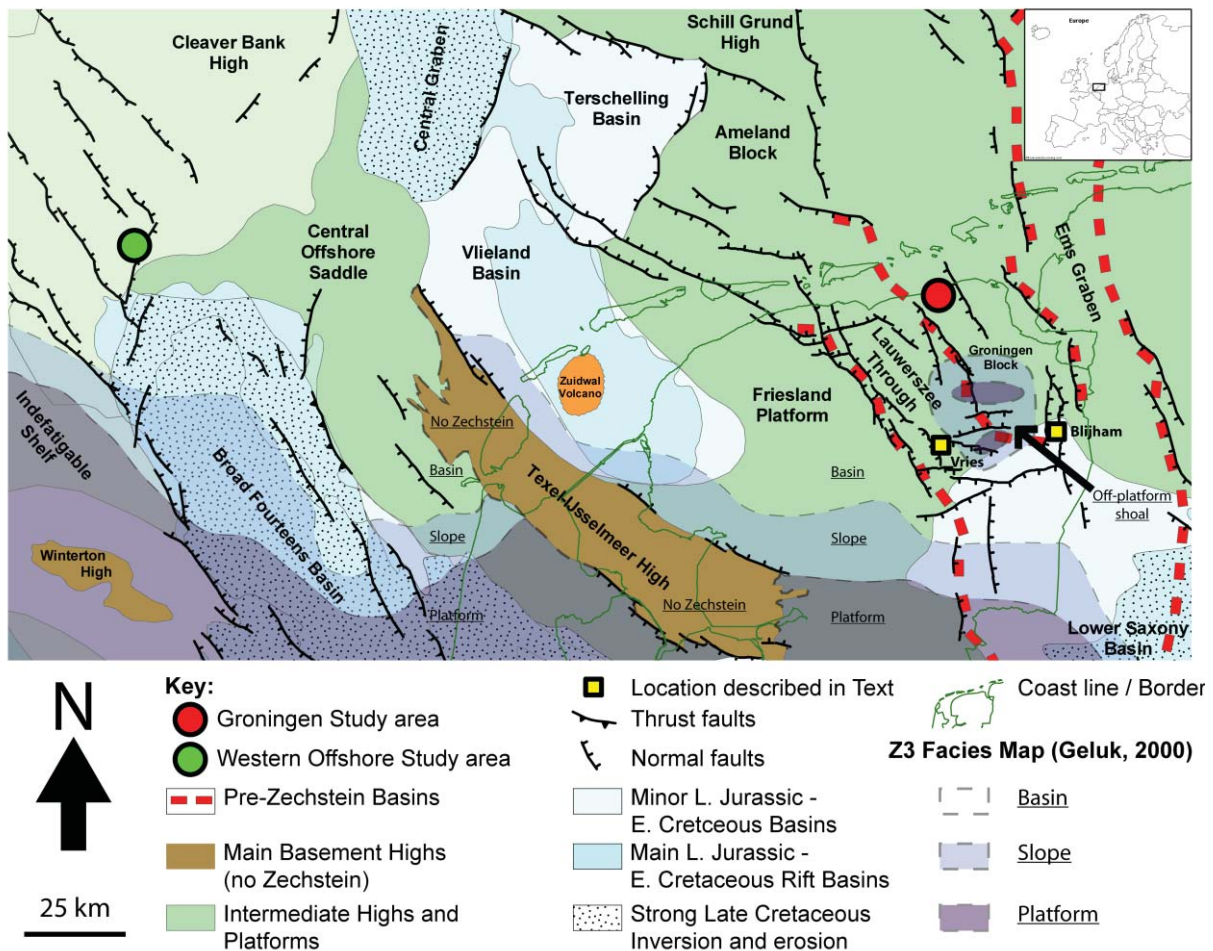 Cleaver Bank
High
Central Graben
Schill Grund
High
Europe
Terschelling
Basin
Ameland
Block
Central
Offshore
Saddle
Vlieland
Basin
Ems Graben
Zuidwal
Volcano
Lauwerszee
Through
Groningen
Block
Friesland
Platform
Indefatigable
Shelf
Broad Fourteens Basin
No Zechstein
Basin
Texel-IJsselmeer High
Basin
Vries
Blijham
Off-platform
shoal
Slope
Slope
Winterton
High
No Zechstein
Platform
Platform
Lower Saxony
Basin
N
25 km
Key:
Groningen Study area
Western Offshore Study area
Pre-Zechstein Basins
Main Basement Highs
(no Zechstein)
Intermediate Highs and
Platforms
Location described in Text
Thrust faults
Normal faults
Minor L. Jurassic -
E. Cretceous Basins
Main L. Jurassic -
E. Cretaceous Rift Basins
Strong Late Cretaceous
Inversion and erosion
Coast line / Border
Z3 Facies Map (Geluk, 2000)
Basin
Slope
Platform